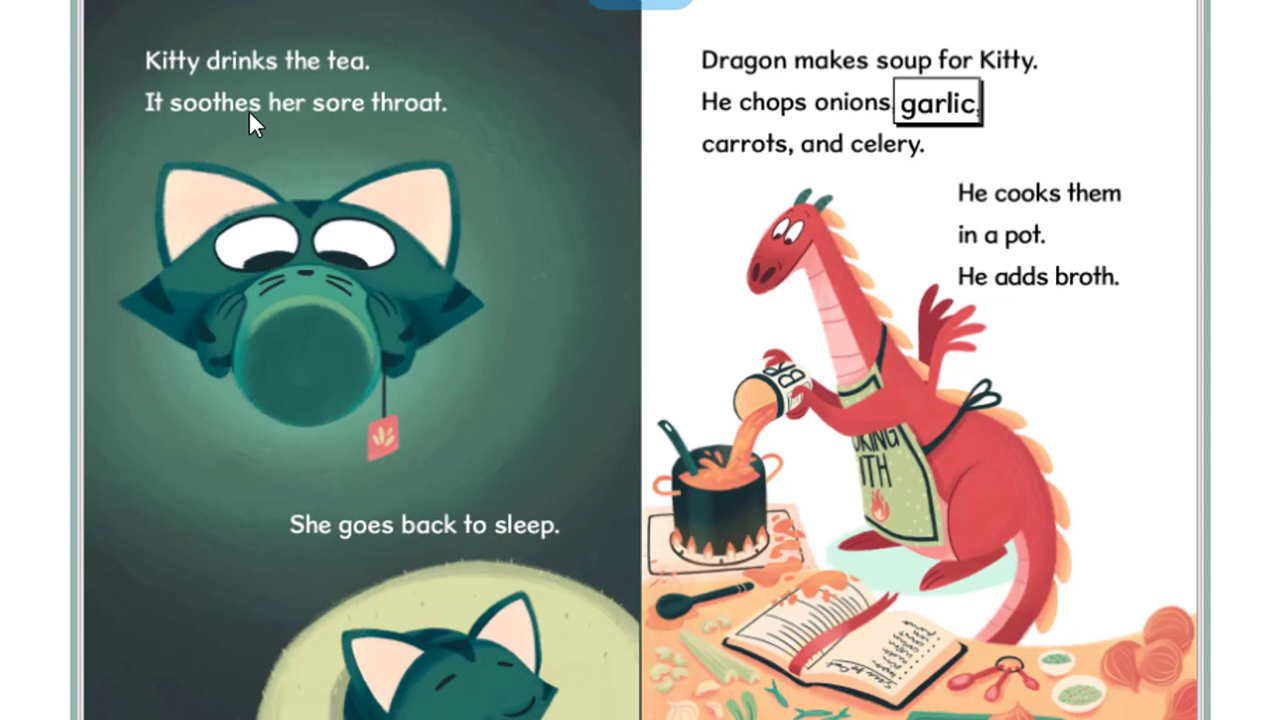 Kitty drinks the tea.
It soothes her sore throat.
She goes back to sleep.
Dragon makes soup for Kitty.
He chops onions, garlic,
carrots, and celery.
He cooks them
in a pot.
He adds broth.